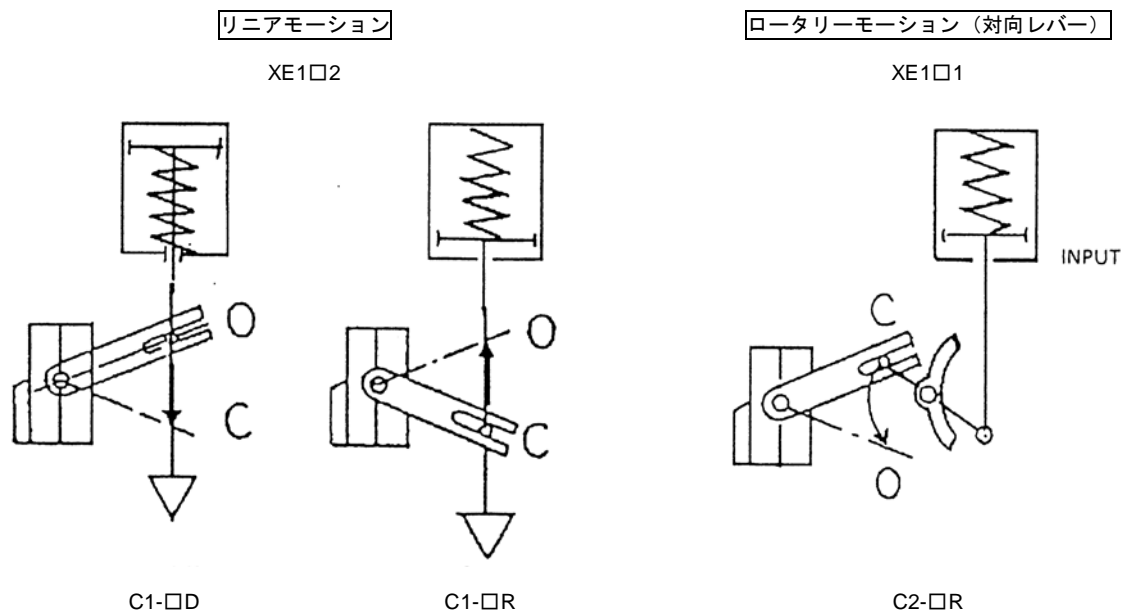 リニアモーション
ロータリーモーション（対向レバー）
XE1□2
XE1□1
INPUT
O
C
O
C
C
O
C1-□D
C1-□R
C2-□R